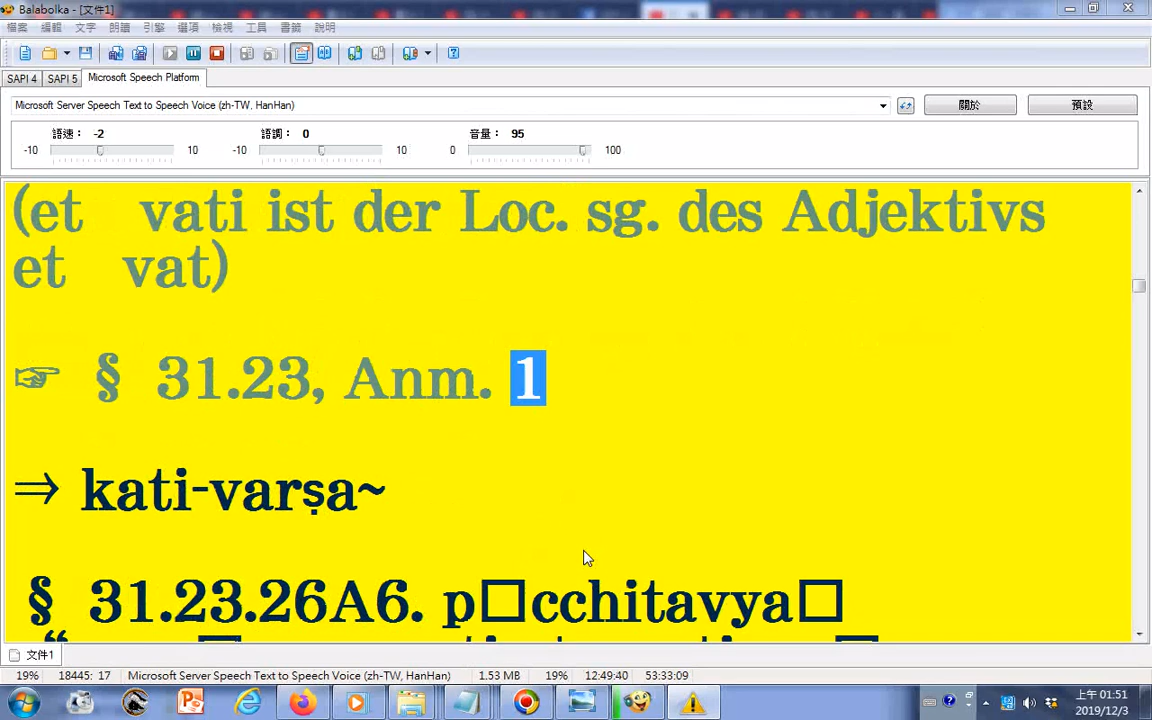 Balabolka - [文件1]
檔案 編輯 文字 朗讀 引擎 選項 檢視 工具 書籤 說明
SAPI 4 SAPI 5 Microsoft Speech Platform
Microsoft Server Speech Text to Speech Voice (zh-TW, HanHan) 關於 預設
語速： -2 語調： 0 音量： 95
-10 10 -10 10 0 100
(et vati ist der Loc. sg. des Adjektivs
et vat)
☞ § 31.23, Anm. 1
⇒ kati-varṣa~
§ 31.23.26A6. p□cchitavya□
文件1
19% 18445: 17 Microsoft Server Speech Text to Speech Voice (zh-TW, HanHan) 1.53 MB 19% 12:49:40 53:33:09
上午 01:51
2019/12/3